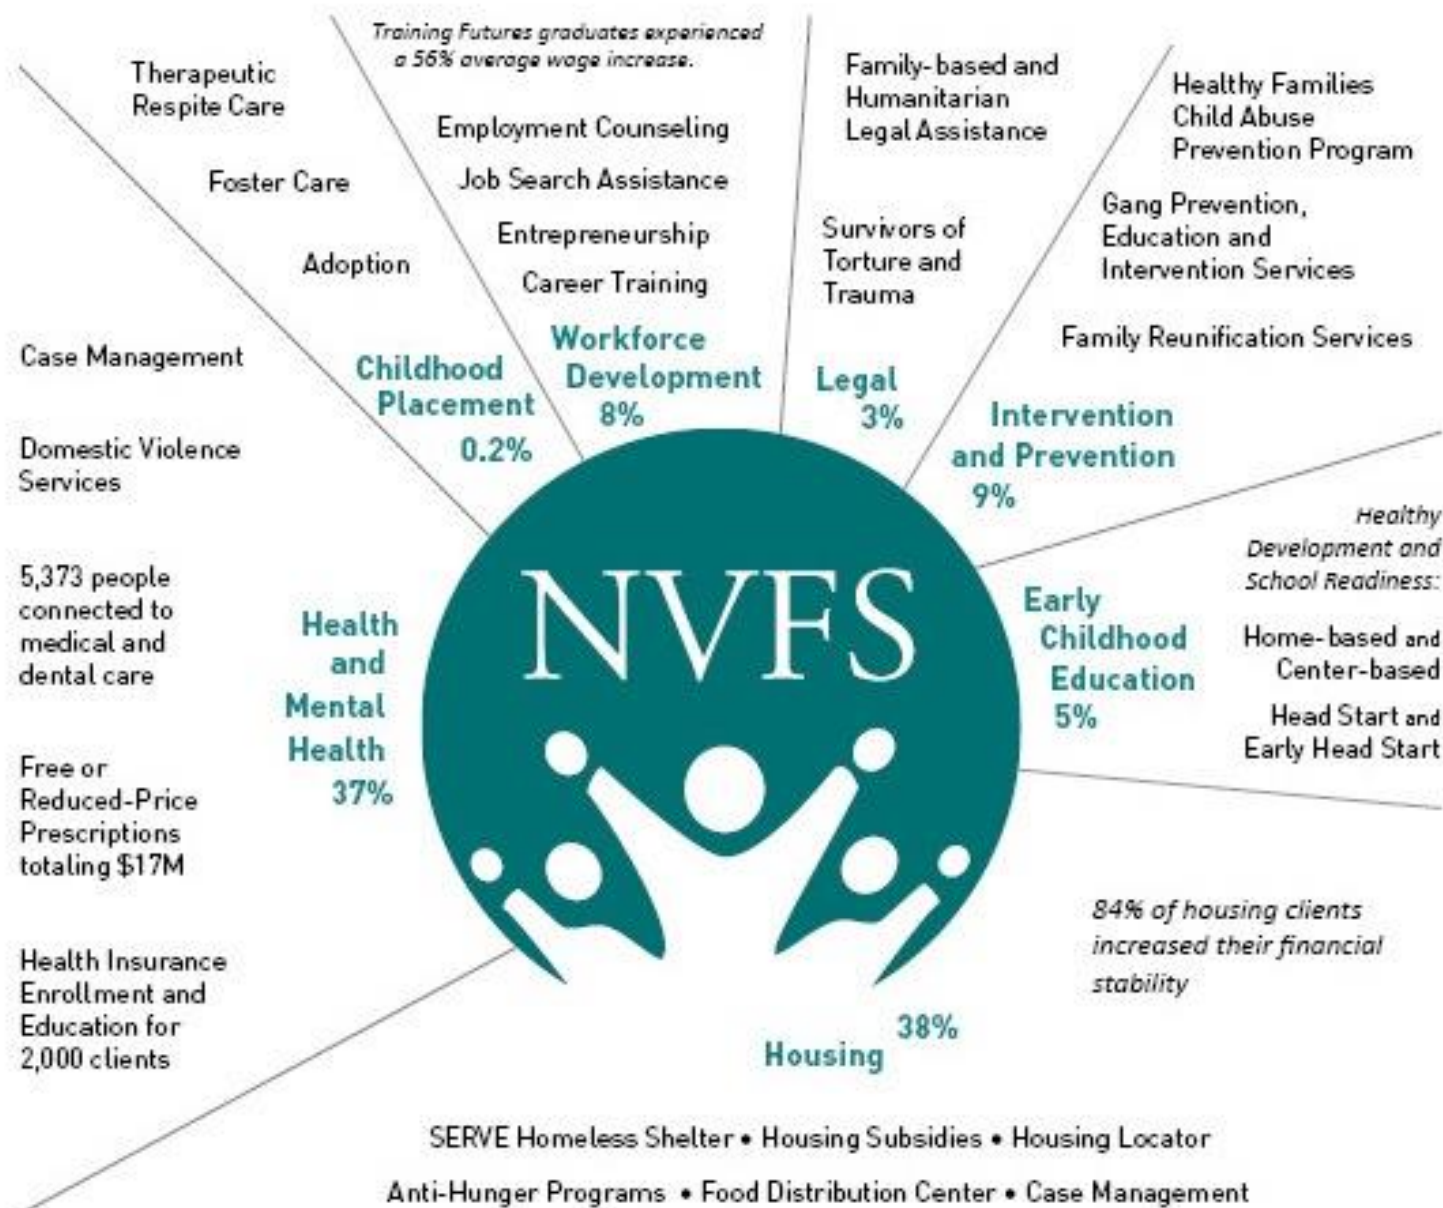 Therapeutic
Respite Care
Foster Care
Adoption
Childhood
Placement
0.2%
Training Futures graduates experienced
a 56% average wage increase.
Employment Counseling
Job Search Assistance
Entrepreneurship
Career Training
Workforce
Development
8%
Family-based and
Humanitarian
Legal Assistance
Survivors of
Torture and
Trauma
Legal
3%
Healthy Families
Child Abuse
Prevention Program
Gang Prevention,
Education and
Intervention Services
Family Reunification Services
Intervention
and Prevention
9%
Healthy
Development and
School Readiness:
Home-based and
Center-based
Head Start and
Early Head Start
Early
Childhood
Education
5%
NVFS
Case Management
Domestic Violence
Services
5,373 people
connected to
medical and
dental care
Free or
Reduced-Price
Prescriptions
totaling $17M
Health Insurance
Enrollment and
Education for
2,000 clients
Health
and
Mental
Health
37%
84% of housing clients
increased their financial
stability
38%
Housing
SERVE Homeless Shelter • Housing Subsidies • Housing Locator
Anti-Hunger Programs • Food Distribution Center • Case Management